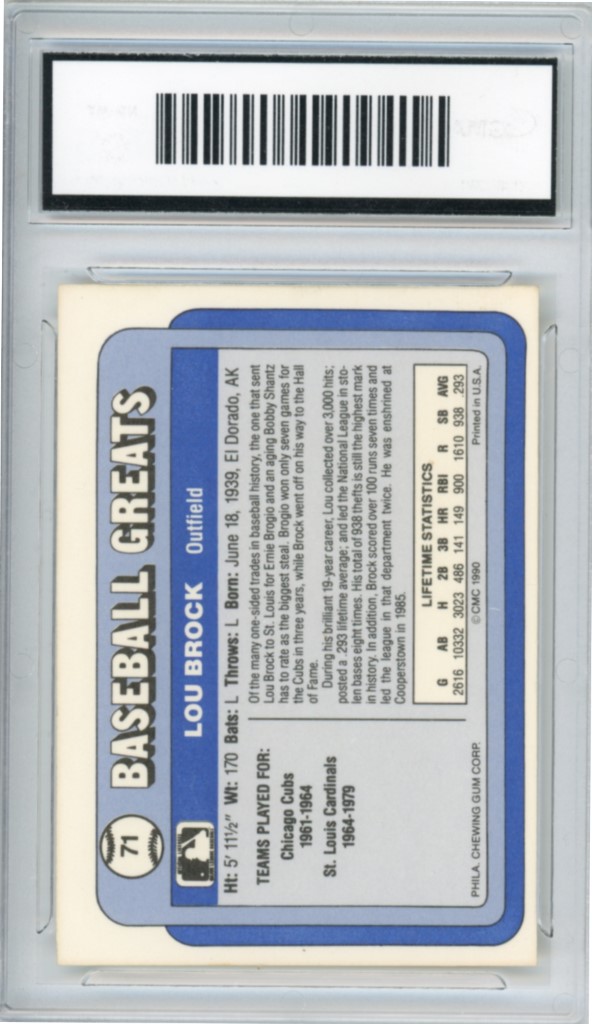 71
BASEBALL GREATS
LOU BROCK Outfield
Ht: 5' 11½" Wt: 170 Bats: L Throws: L Born: June 18, 1939, El Dorado, AK
TEAMS PLAYED FOR:
Chicago Cubs
1961-1964
St. Louis Cardinals
1964-1979
Of the many one-sided trades in baseball history, the one that sent
Lou Brock to St. Louis for Ernie Brogio and an aging Bobby Shantz
has to rate as the biggest steal. Brogio won only seven games for
the Cubs in three years, while Brock went off on his way to the Hall
of Fame.
During his brilliant 19-year career, Lou collected over 3,000 hits;
posted a .293 lifetime average; and led the National League in sto-
len bases eight times. His total of 938 thefts is still the highest mark
in history. In addition, Brock scored over 100 runs seven times and
led the league in that department twice. He was enshrined at
Cooperstown in 1985.
LIFETIME STATISTICS
G AB H 2B 3B HR RBI R SB AVG
2616 10332 3023 486 141 149 900 1610 938 .293
PHILA. CHEWING GUM CORP. © CMC 1990 Printed in U.S.A.